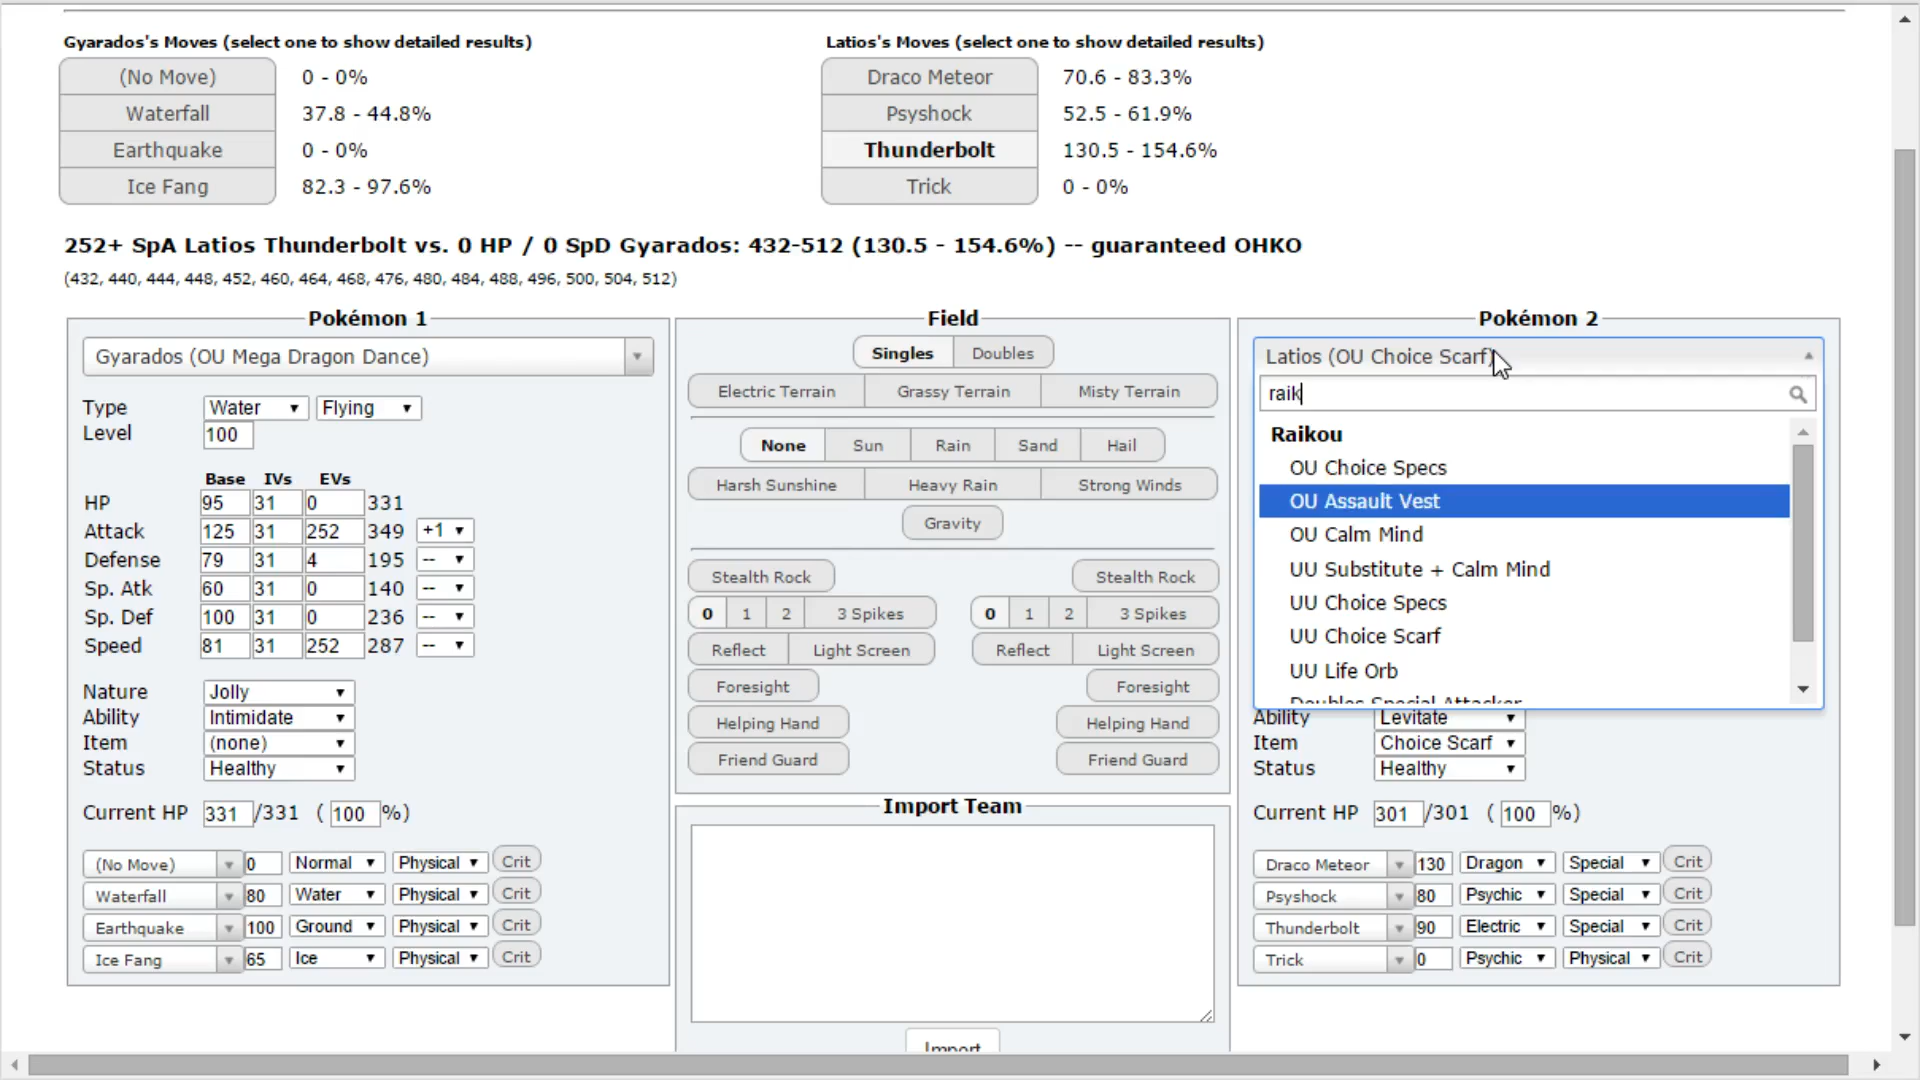 Gyarados's Moves (select one to show detailed results)
(No Move) 0 - 0%
Waterfall 37.8 - 44.8%
Earthquake 0 - 0%
Ice Fang 82.3 - 97.6%
Latios's Moves (select one to show detailed results)
Draco Meteor 70.6 - 83.3%
Psyshock 52.5 - 61.9%
Thunderbolt 130.5 - 154.6%
Trick 0 - 0%
252+ SpA Latios Thunderbolt vs. 0 HP / 0 SpD Gyarados: 432-512 (130.5 - 154.6%) -- guaranteed OHKO
(432, 440, 444, 448, 452, 460, 464, 468, 476, 480, 484, 488, 496, 500, 504, 512)
Pokémon 1
Gyarados (OU Mega Dragon Dance)
Type Water Flying
Level 100
Base IVs EVs
HP 95 31 0 331
Attack 125 31 252 349 +1
Defense 79 31 4 195 --
Sp. Atk 60 31 0 140 --
Sp. Def 100 31 0 236 --
Speed 81 31 252 287 --
Nature Jolly
Ability Intimidate
Item (none)
Status Healthy
Current HP 331/331 ( 100 %)
(No Move) 0 Normal Physical Crit
Waterfall 80 Water Physical Crit
Earthquake 100 Ground Physical Crit
Ice Fang 65 Ice Physical Crit
Field
Singles Doubles
Electric Terrain Grassy Terrain Misty Terrain
None Sun Rain Sand Hail
Harsh Sunshine Heavy Rain Strong Winds
Gravity
Stealth Rock Stealth Rock
0 1 2 3 Spikes 0 1 2 3 Spikes
Reflect Light Screen Reflect Light Screen
Foresight Foresight
Helping Hand Helping Hand
Friend Guard Friend Guard
Import Team
Import
Pokémon 2
Latios (OU Choice Scarf)
raik
Raikou
OU Choice Specs
OU Assault Vest
OU Calm Mind
UU Substitute + Calm Mind
UU Choice Specs
UU Choice Scarf
UU Life Orb
Doubles Special Attacker
Ability Levitate
Item Choice Scarf
Status Healthy
Current HP 301/301 ( 100 %)
Draco Meteor 130 Dragon Special Crit
Psyshock 80 Psychic Special Crit
Thunderbolt 90 Electric Special Crit
Trick 0 Psychic Physical Crit